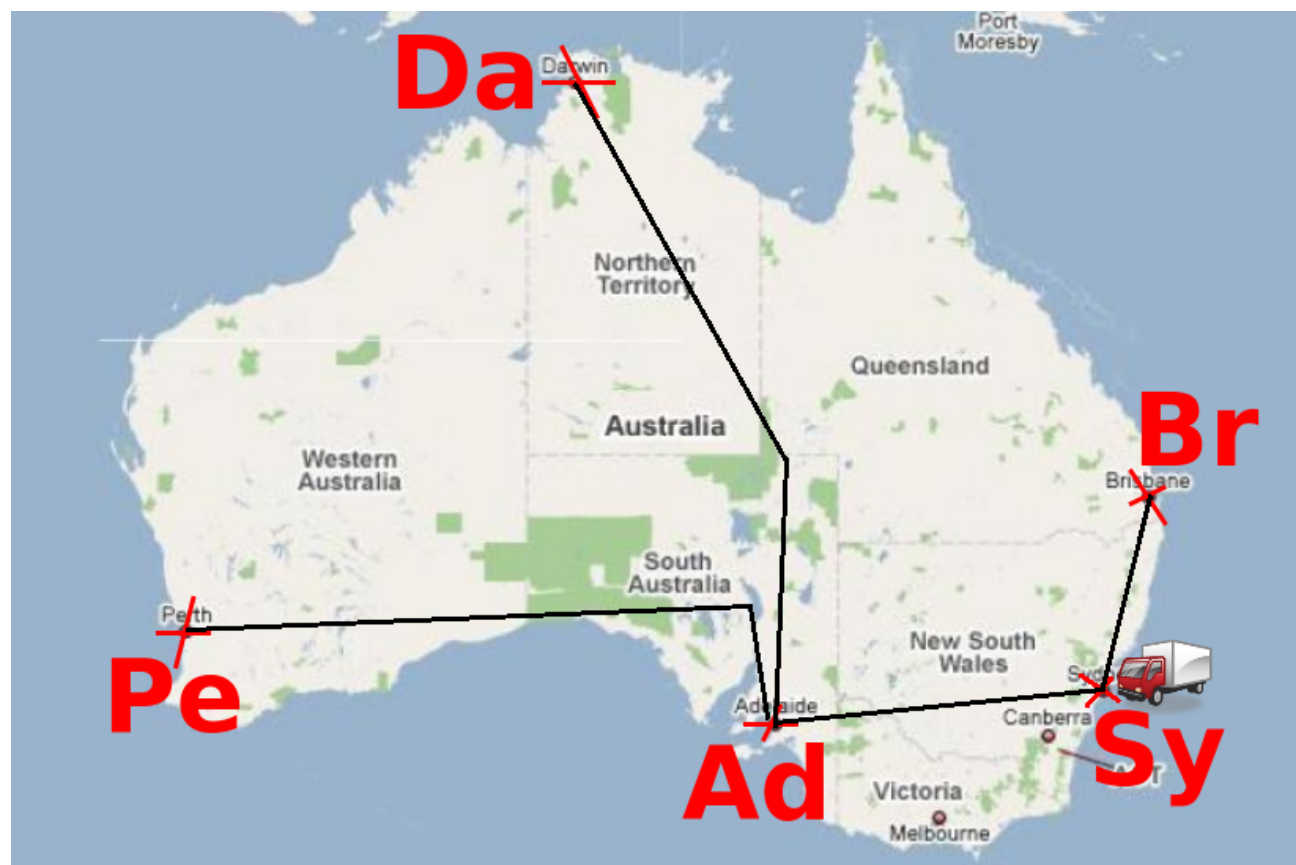 Port
Moresby
Da
Darwin
Northern
Territory
Queensland
Australia
Br
Western
Australia
Brisbane
South
Australia
Perth
New South
Wales
Pe
Adelaide
Canberra
Sy
Ad
Victoria
Melbourne